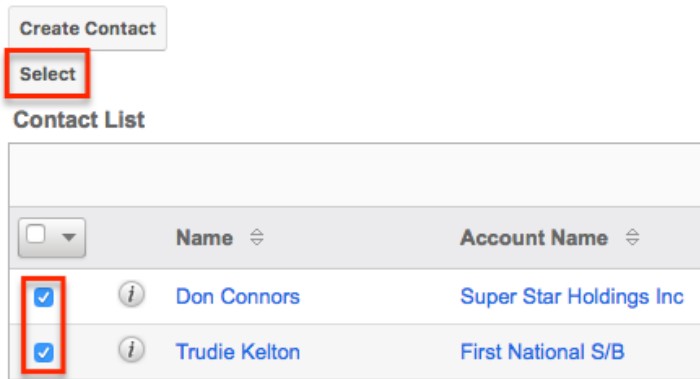 Create Contact
Select
Contact List
Name Account Name
i Don Connors Super Star Holdings Inc
i Trudie Kelton First National S/B